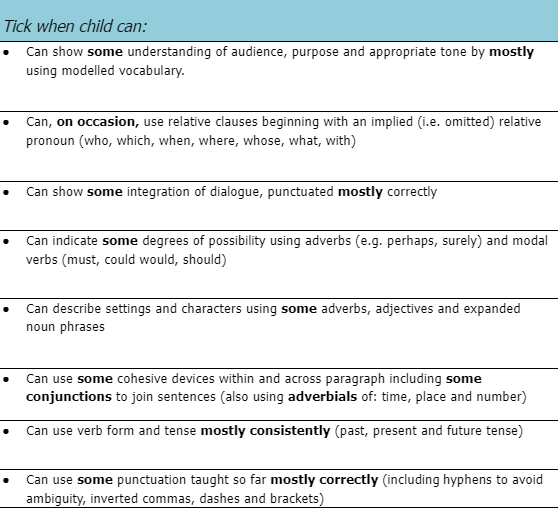 Tick when child can:
• Can show some understanding of audience, purpose and appropriate tone by mostly
using modelled vocabulary.
• Can, on occasion, use relative clauses beginning with an implied (i.e. omitted) relative
pronoun (who, which, when, where, whose, what, with)
• Can show some integration of dialogue, punctuated mostly correctly
• Can indicate some degrees of possibility using adverbs (e.g. perhaps, surely) and modal
verbs (must, could would, should)
• Can describe settings and characters using some adverbs, adjectives and expanded
noun phrases
• Can use some cohesive devices within and across paragraph including some
conjunctions to join sentences (also using adverbials of: time, place and number)
• Can use verb form and tense mostly consistently (past, present and future tense)
• Can use some punctuation taught so far mostly correctly (including hyphens to avoid
ambiguity, inverted commas, dashes and brackets)